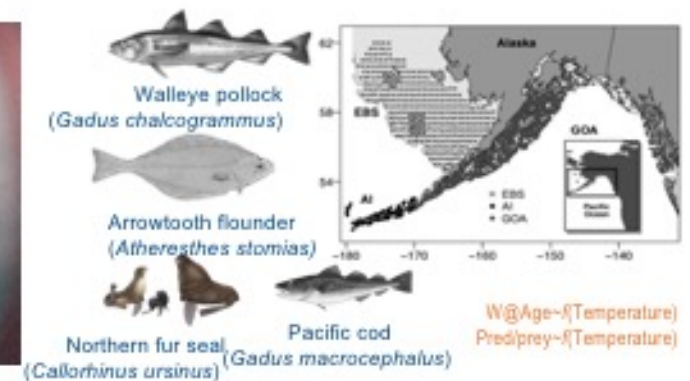 Walleye pollock
(Gadus chalcogrammus)
Arrowtooth flounder
(Atheresthes stomias)
Northern fur seal
(Callorhinus ursinus)
Pacific cod
(Gadus macrocephalus)
62
58
54
Alaska
EBS
GOA
AI
EBS
AI
GOA
Pacific
Ocean
-180
-170
-160
-150
-140
W@Age~f(Temperature)
Pred/prey~f(Temperature)